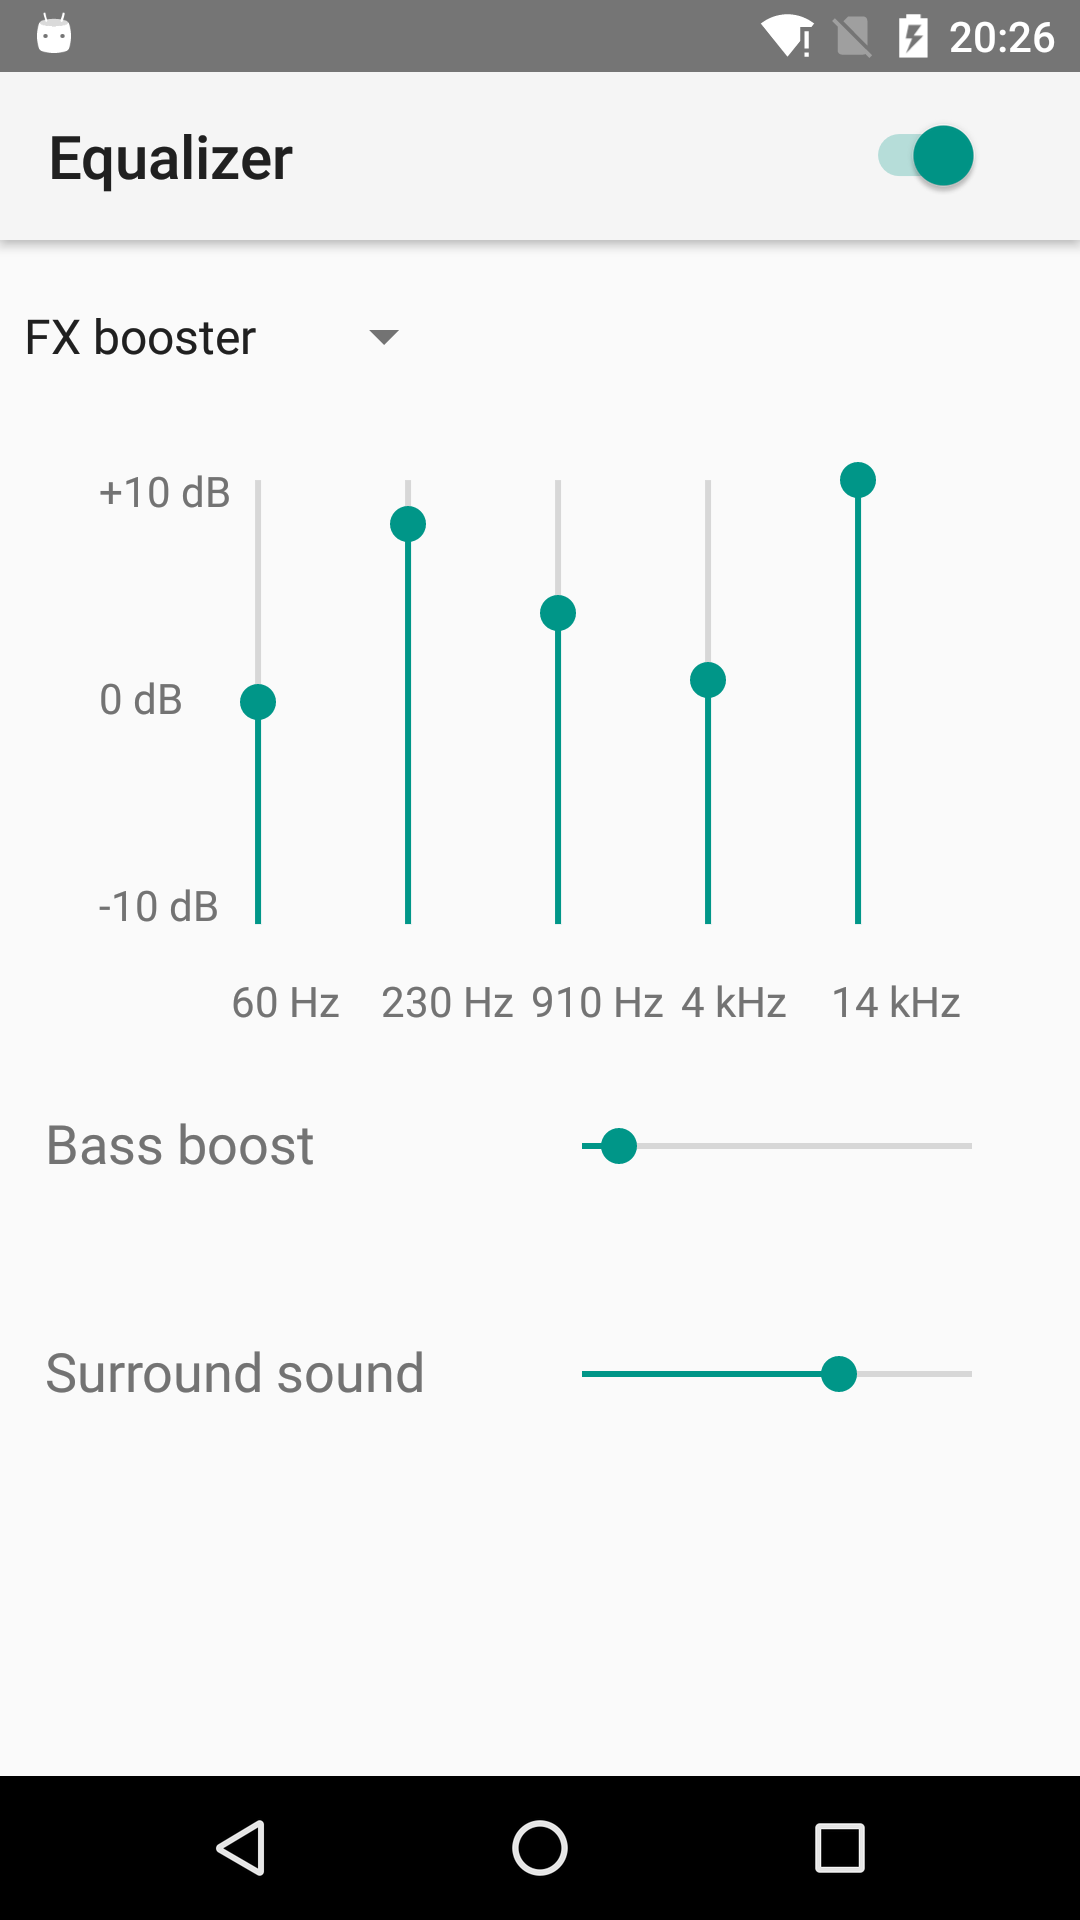 20:26
Equalizer
FX booster
+10 dB
0 dB
-10 dB
60 Hz 230 Hz 910 Hz 4 kHz 14 kHz
Bass boost
Surround sound